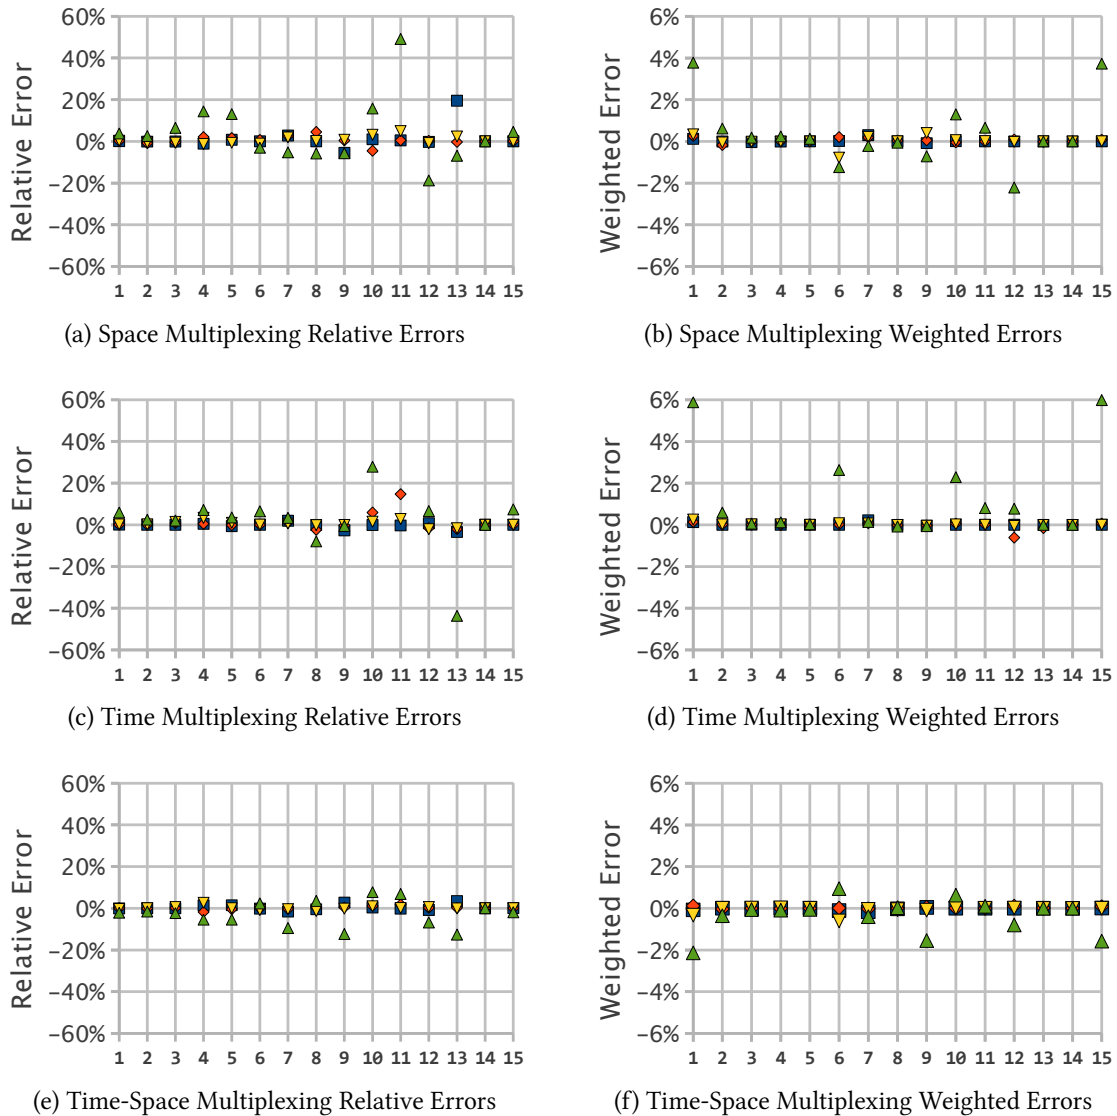 60%
40%
20%
0%
−20%
−40%
−60%
Relative Error
1 2 3 4 5 6 7 8 9 10 11 12 13 14 15
(a) Space Multiplexing Relative Errors
6%
4%
2%
0%
−2%
−4%
−6%
Weighted Error
1 2 3 4 5 6 7 8 9 10 11 12 13 14 15
(b) Space Multiplexing Weighted Errors
60%
40%
20%
0%
−20%
−40%
−60%
Relative Error
1 2 3 4 5 6 7 8 9 10 11 12 13 14 15
(c) Time Multiplexing Relative Errors
6%
4%
2%
0%
−2%
−4%
−6%
Weighted Error
1 2 3 4 5 6 7 8 9 10 11 12 13 14 15
(d) Time Multiplexing Weighted Errors
60%
40%
20%
0%
−20%
−40%
−60%
Relative Error
1 2 3 4 5 6 7 8 9 10 11 12 13 14 15
(e) Time-Space Multiplexing Relative Errors
6%
4%
2%
0%
−2%
−4%
−6%
Weighted Error
1 2 3 4 5 6 7 8 9 10 11 12 13 14 15
(f) Time-Space Multiplexing Weighted Errors